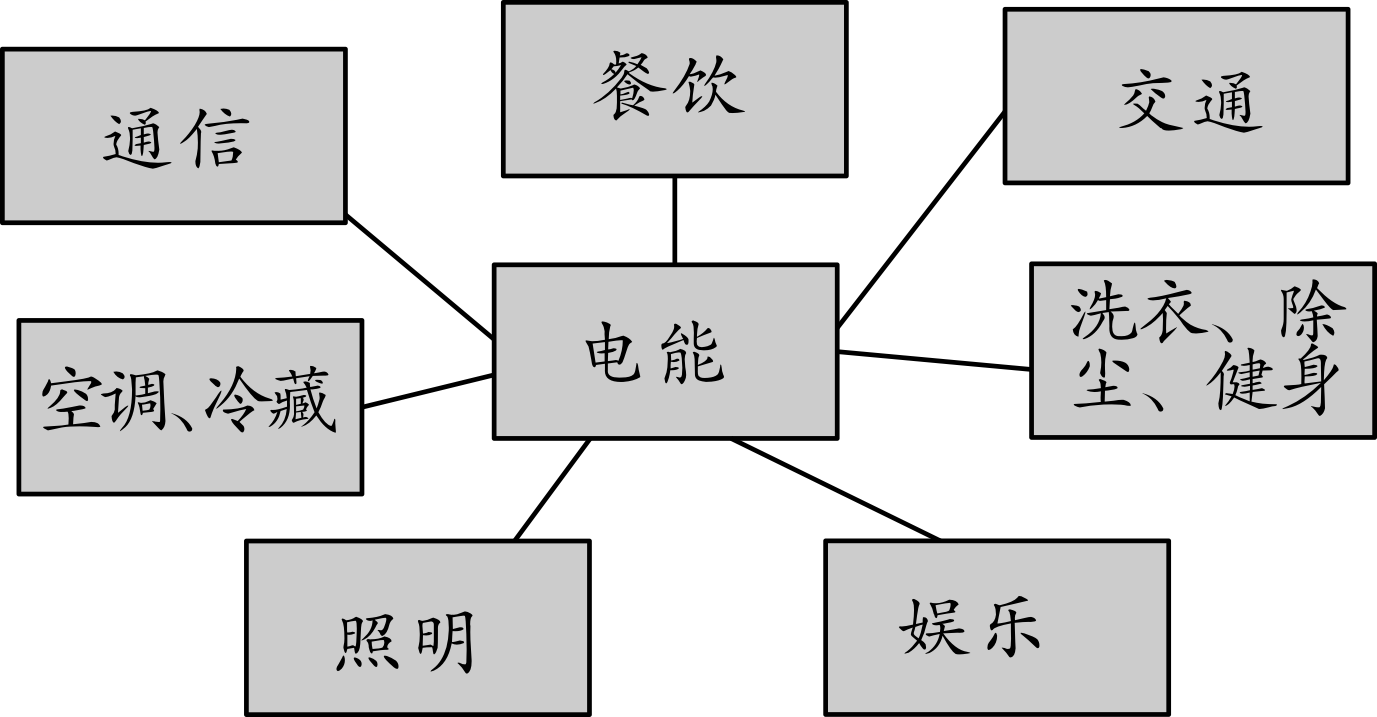 餐饮
交通
通信
洗衣、除
尘、健身
电能
空调、冷藏
照明
娱乐